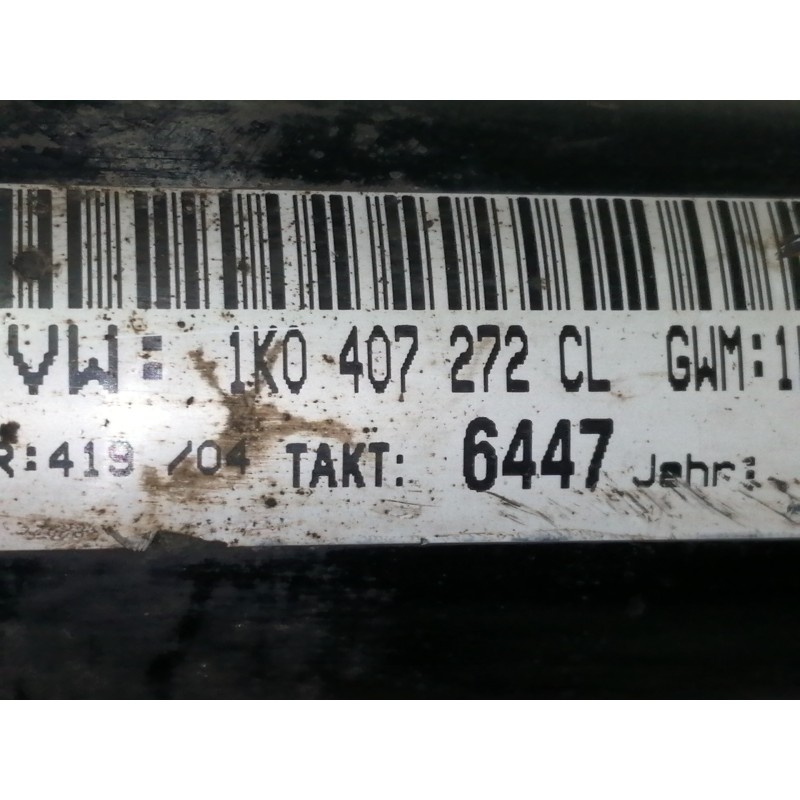 VW: 1K0 407 272 CL GWM:1
R:419 /04 TAKT: 6447 Jahr: